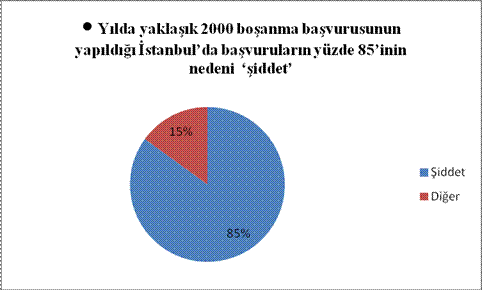 ● Yılda yaklaşık 2000 boşanma başvurusunun
yapıldığı İstanbul’da başvuruların yüzde 85’inin
nedeni ‘şiddet’
15%
Şiddet
Diğer
85%